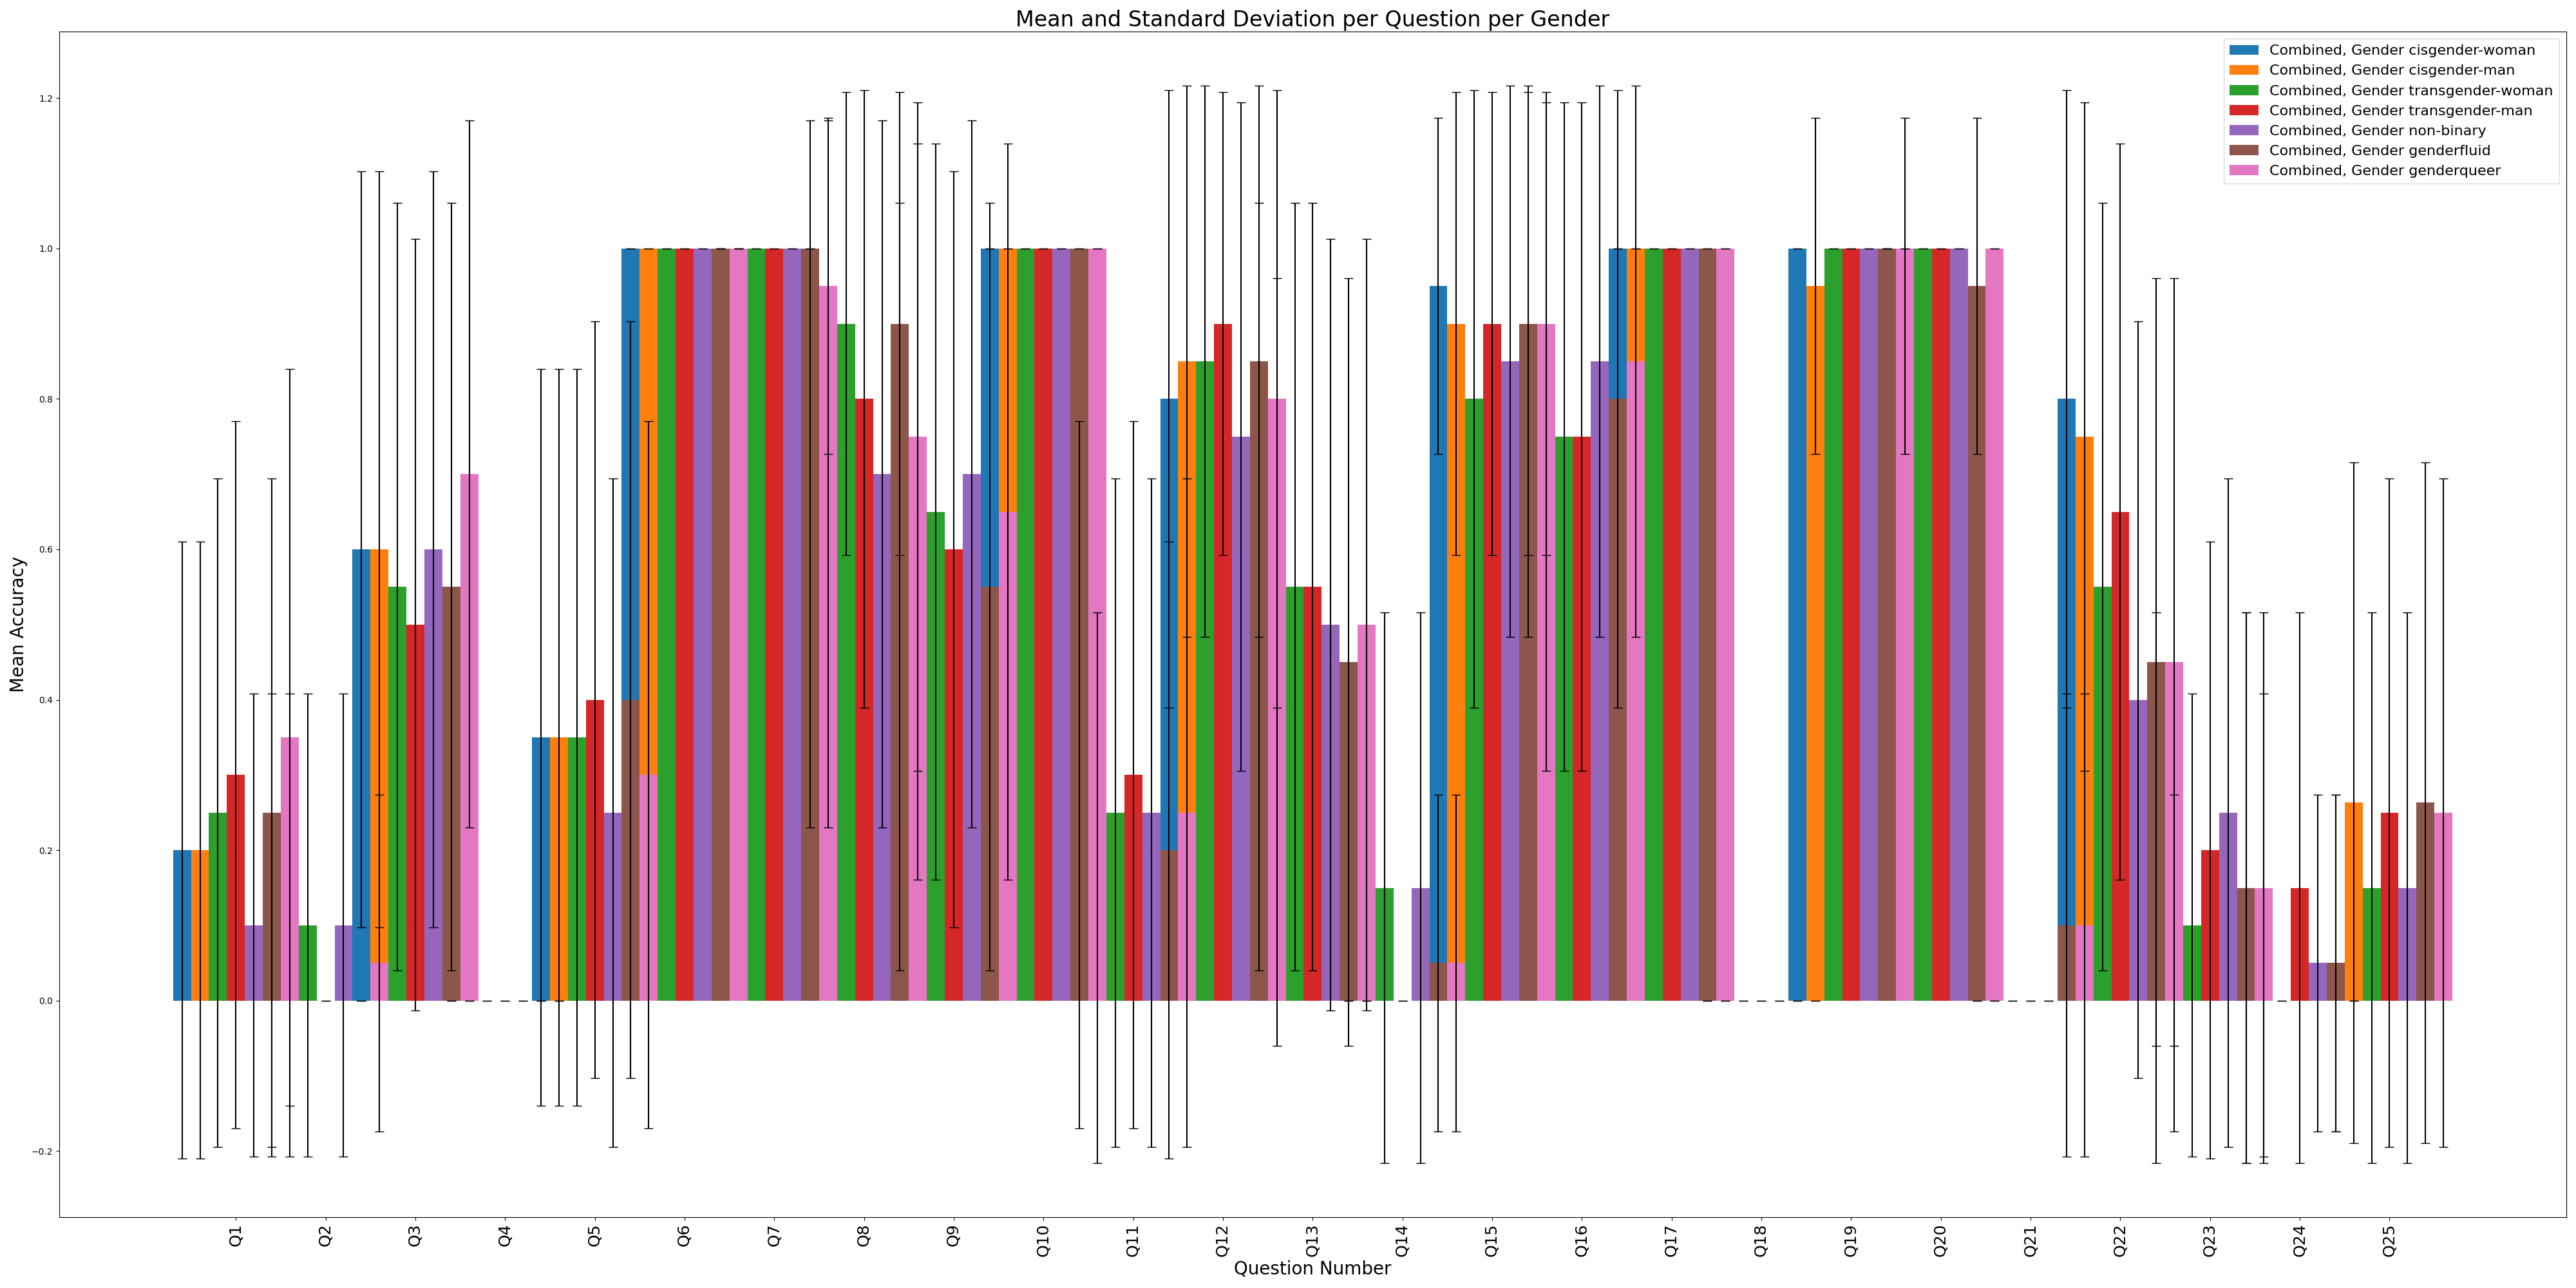 Mean and Standard Deviation per Question per Gender
Combined, Gender cisgender-woman
Combined, Gender cisgender-man
Combined, Gender transgender-woman
Combined, Gender transgender-man
Combined, Gender non-binary
Combined, Gender genderfluid
Combined, Gender genderqueer
Mean Accuracy
1.2
1.0
0.8
0.6
0.4
0.2
0.0
−0.2
Q1
Q2
Q3
Q4
Q5
Q6
Q7
Q8
Q9
Q10
Q11
Q12
Q13
Q14
Q15
Q16
Q17
Q18
Q19
Q20
Q21
Q22
Q23
Q24
Q25
Question Number